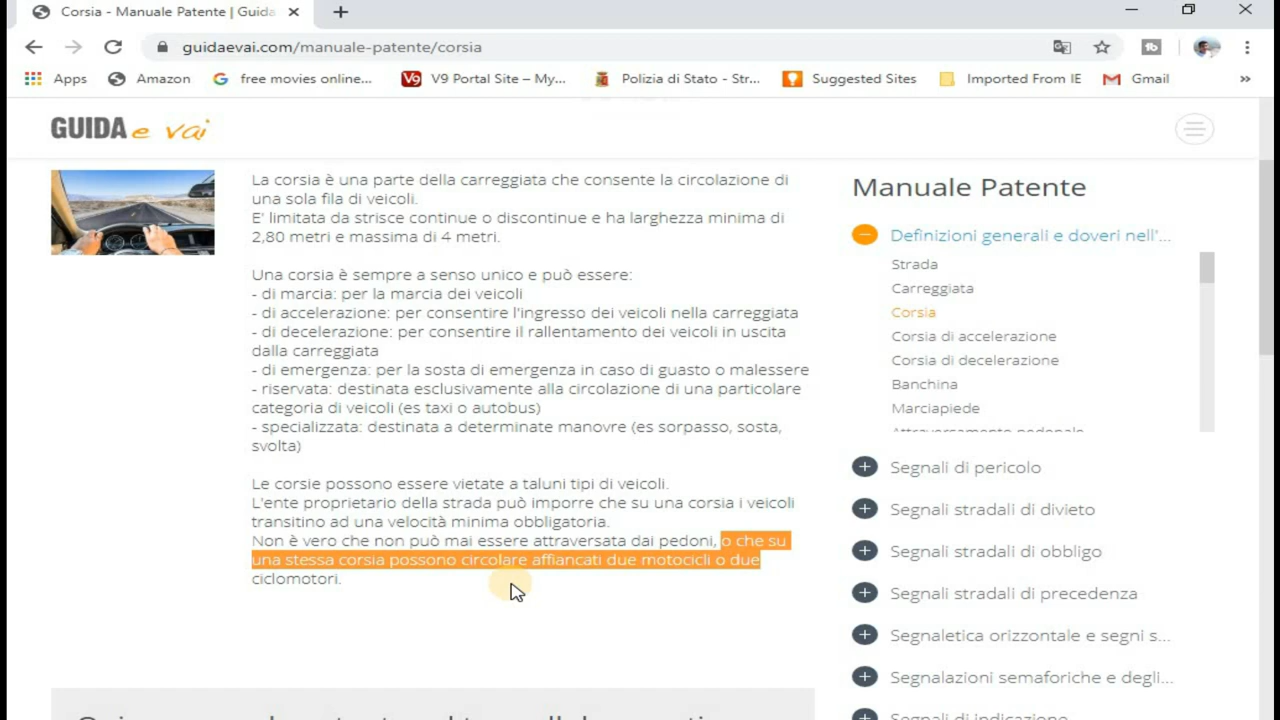 Corsia - Manuale Patente | Guida
guidaevai.com/manuale-patente/corsia
Apps
Amazon
free movies online...
V9 Portal Site – My...
Polizia di Stato - Str...
Suggested Sites
Imported From IE
Gmail
»
GUIDA e vai
La corsia è una parte della carreggiata che consente la circolazione di
una sola fila di veicoli.
E' limitata da strisce continue o discontinue e ha larghezza minima di
2,80 metri e massima di 4 metri.
Una corsia è sempre a senso unico e può essere:
- di marcia: per la marcia dei veicoli
- di accelerazione: per consentire l'ingresso dei veicoli nella carreggiata
- di decelerazione: per consentire il rallentamento dei veicoli in uscita
dalla carreggiata
- di emergenza: per la sosta di emergenza in caso di guasto o malessere
- riservata: destinata esclusivamente alla circolazione di una particolare
categoria di veicoli (es taxi o autobus)
- specializzata: destinata a determinate manovre (es sorpasso, sosta,
svolta)
Le corsie possono essere vietate a taluni tipi di veicoli.
L'ente proprietario della strada può imporre che su una corsia i veicoli
transitino ad una velocità minima obbligatoria.
Non è vero che non può mai essere attraversata dai pedoni, o che su
una stessa corsia possono circolare affiancati due motocicli o due
ciclomotori.
Manuale Patente
Definizioni generali e doveri nell'...
Strada
Carreggiata
Corsia
Corsia di accelerazione
Corsia di decelerazione
Banchina
Marciapiede
Attraversamento pedonale
Segnali di pericolo
Segnali stradali di divieto
Segnali stradali di obbligo
Segnali stradali di precedenza
Segnaletica orizzontale e segni s...
Segnalazioni semaforiche e degli...
Segnali di indicazione